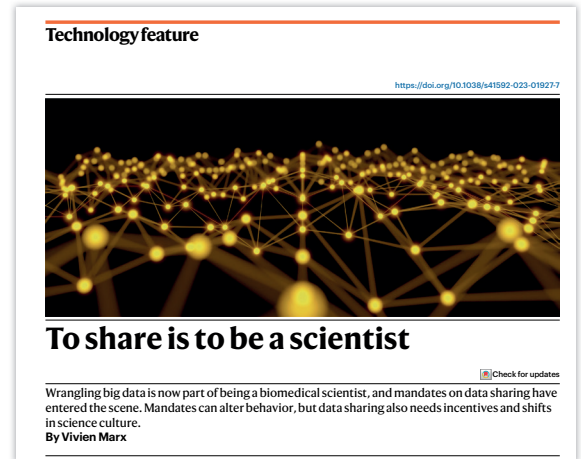 Technology feature
https://doi.org/10.1038/s41592-023-01927-7
To share is to be a scientist
Check for updates
Wrangling big data is now part of being a biomedical scientist, and mandates on data sharing have
entered the scene. Mandates can alter behavior, but data sharing also needs incentives and shifts
in science culture.
By Vivien Marx